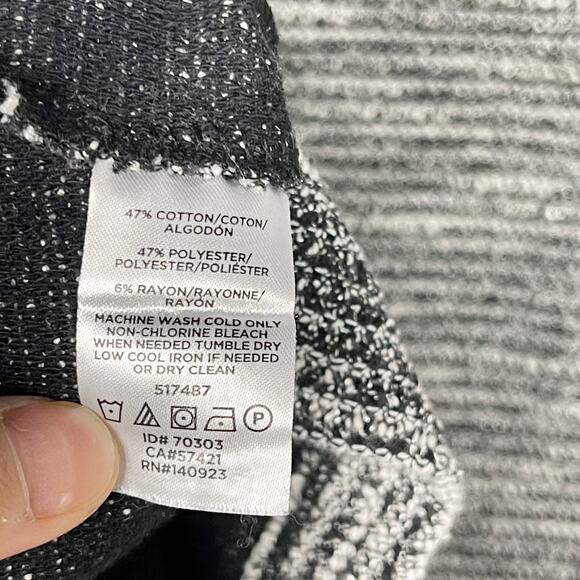 47% COTTON/COTON/
ALGODÓN
47% POLYESTER/
POLYESTER/POLIÉSTER
6% RAYON/RAYONNE/
RAYÓN
MACHINE WASH COLD ONLY
NON-CHLORINE BLEACH
WHEN NEEDED TUMBLE DRY
LOW COOL IRON IF NEEDED
OR DRY CLEAN
517487
P
ID# 70303
CA#57421
RN#140923